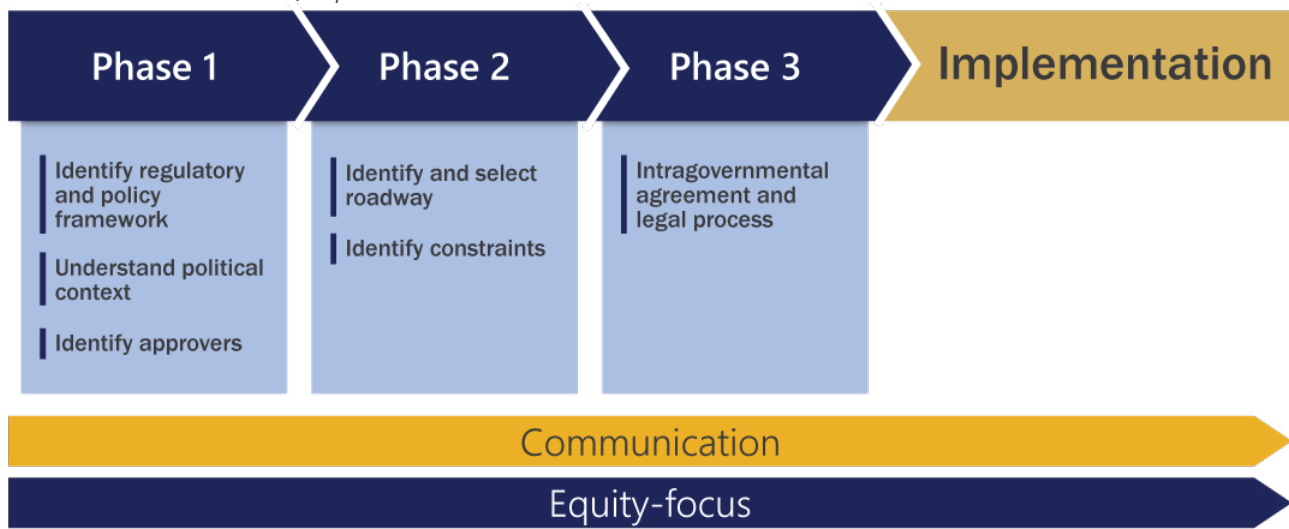 Phase 1
Phase 2
Phase 3
Implementation
Identify regulatory
and policy
framework
Understand political
context
Identify approvers
Identify and select
roadway
Identify constraints
Intragovernmental
agreement and
legal process
Communication
Equity-focus